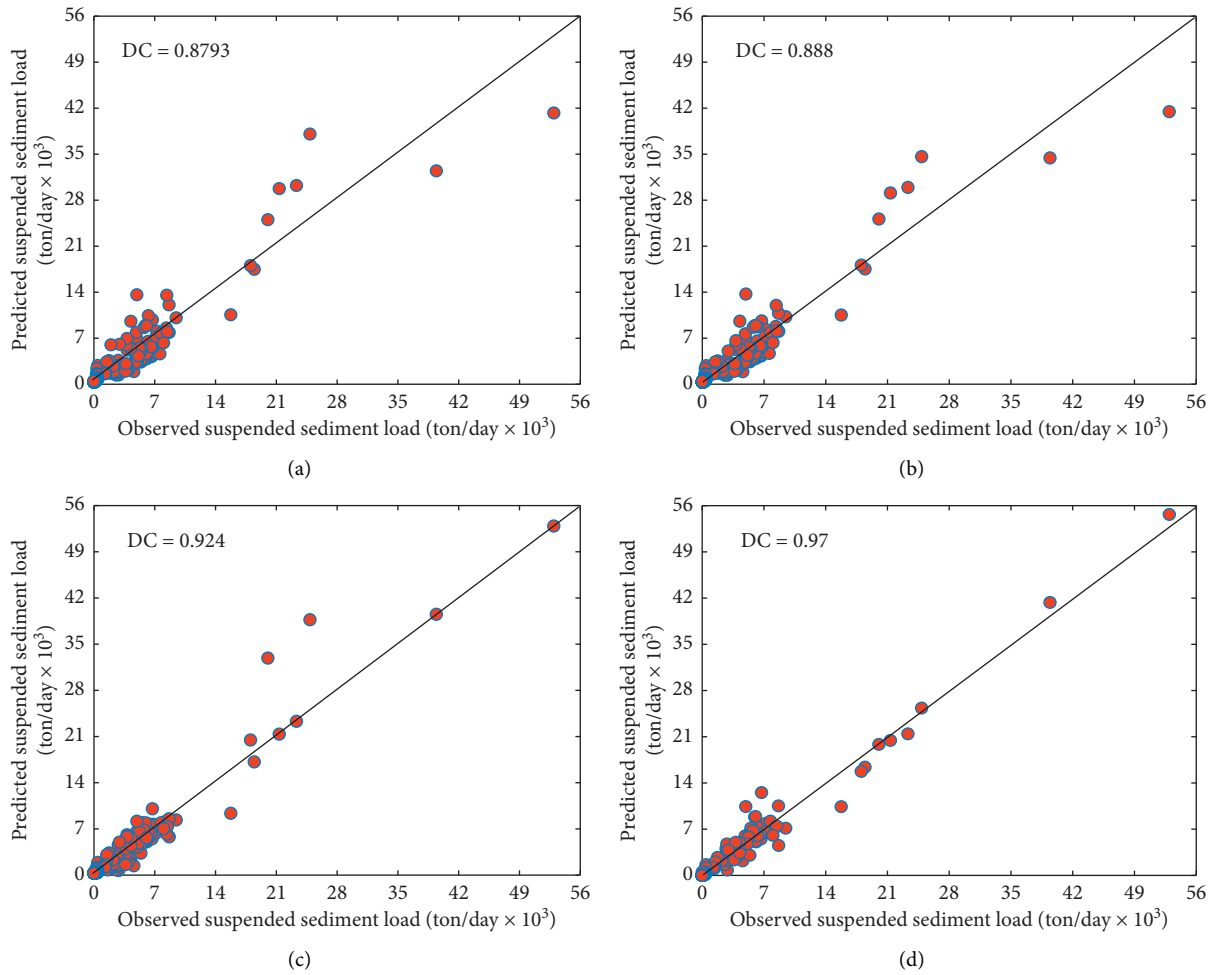 56
49
42
35
28
21
14
7
0
Predicted suspended sediment load
(ton/day × 10³)
DC = 0.8793
0 7 14 21 28 35 42 49 56
Observed suspended sediment load (ton/day × 10³)
(a)
56
49
42
35
28
21
14
7
0
Predicted suspended sediment load
(ton/day × 10³)
DC = 0.888
0 7 14 21 28 35 42 49 56
Observed suspended sediment load (ton/day × 10³)
(b)
56
49
42
35
28
21
14
7
0
Predicted suspended sediment load
(ton/day × 10³)
DC = 0.924
0 7 14 21 28 35 42 49 56
Observed suspended sediment load (ton/day × 10³)
(c)
56
49
42
35
28
21
14
7
0
Predicted suspended sediment load
(ton/day × 10³)
DC = 0.97
0 7 14 21 28 35 42 49 56
Observed suspended sediment load (ton/day × 10³)
(d)